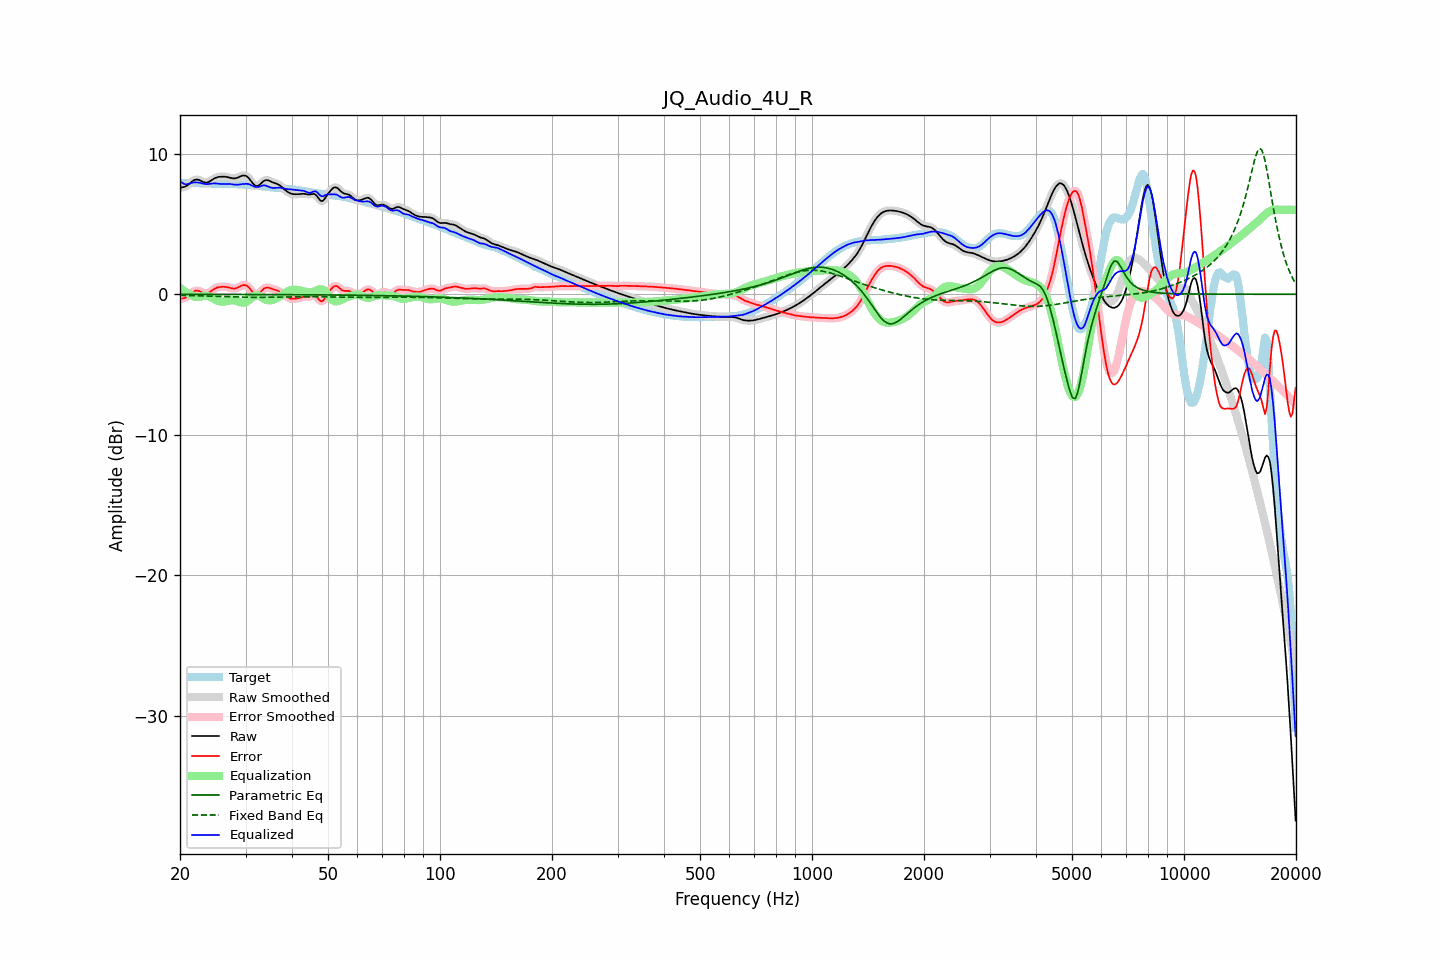 JQ_Audio_4U_R
Amplitude (dBr)
10
0
−10
−20
−30
Target
Raw Smoothed
Error Smoothed
Raw
Error
Equalization
Parametric Eq
Fixed Band Eq
Equalized
20 50 100 200 500 1000 2000 5000 10000 20000
Frequency (Hz)